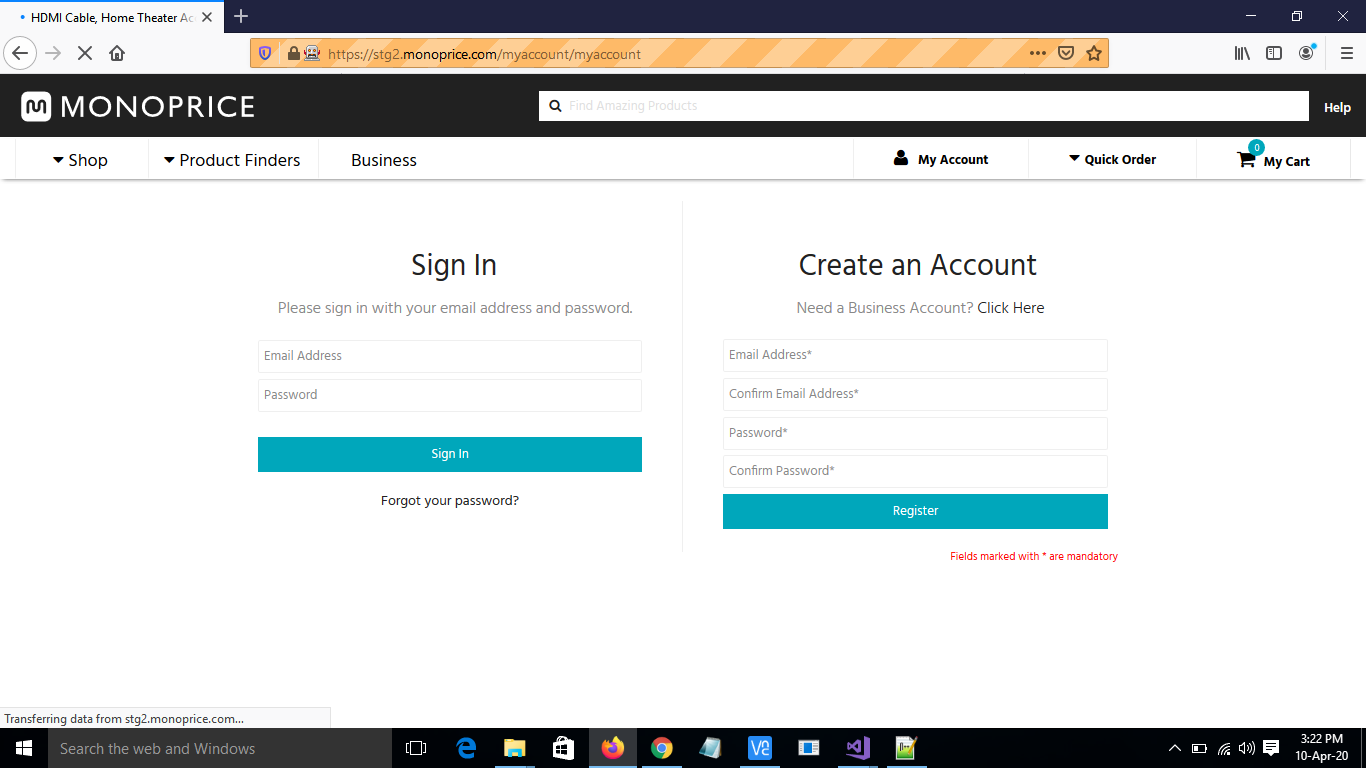 HDMI Cable, Home Theater Ac
https://stg2.monoprice.com/myaccount/myaccount
MONOPRICE
Find Amazing Products
Help
Shop
Product Finders
Business
My Account
Quick Order
0
My Cart
Sign In
Please sign in with your email address and password.
Email Address
Password
Sign In
Forgot your password?
Create an Account
Need a Business Account? Click Here
Email Address*
Confirm Email Address*
Password*
Confirm Password*
Register
Fields marked with * are mandatory
Transferring data from stg2.monoprice.com...
Search the web and Windows
3:22 PM
10-Apr-20